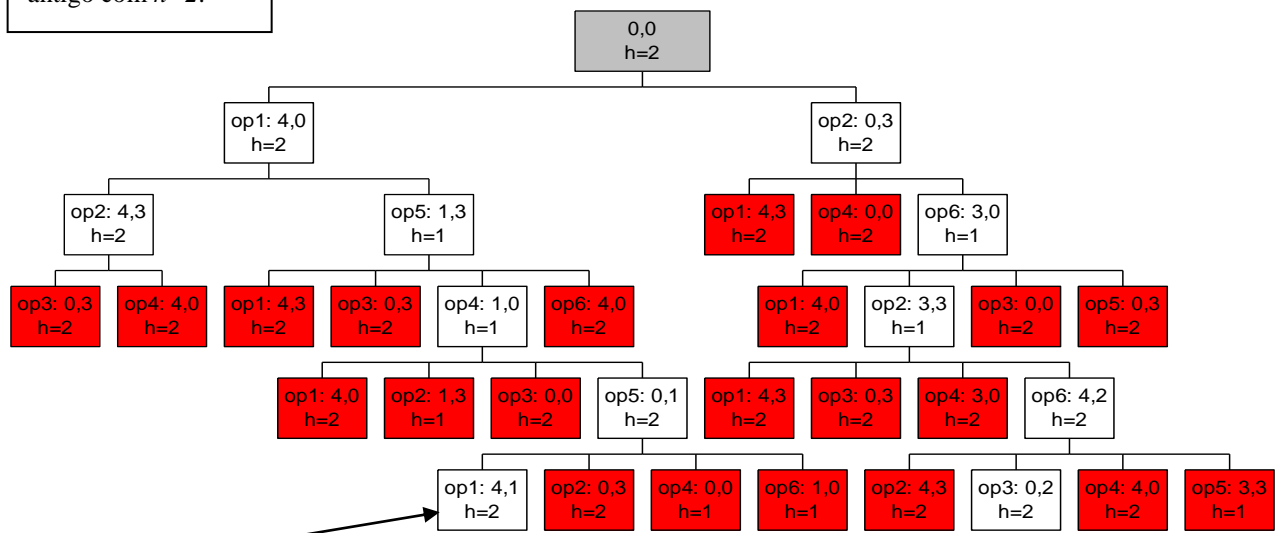 antigo com
0,0
h=2
op1: 4,0
h=2
op2: 0,3
h=2
op2: 4,3
h=2
op5: 1,3
h=1
op1: 4,3
h=2
op4: 0,0
h=2
op6: 3,0
h=1
op3: 0,3
h=2
op4: 4,0
h=2
op1: 4,3
h=2
op3: 0,3
h=2
op4: 1,0
h=1
op6: 4,0
h=2
op1: 4,0
h=2
op2: 3,3
h=1
op3: 0,0
h=2
op5: 0,3
h=2
op1: 4,0
h=2
op2: 1,3
h=1
op3: 0,0
h=2
op5: 0,1
h=2
op1: 4,3
h=2
op3: 0,3
h=2
op4: 3,0
h=2
op6: 4,2
h=2
op1: 4,1
h=2
op2: 0,3
h=2
op4: 0,0
h=1
op6: 1,0
h=1
op2: 4,3
h=2
op3: 0,2
h=2
op4: 4,0
h=2
op5: 3,3
h=1